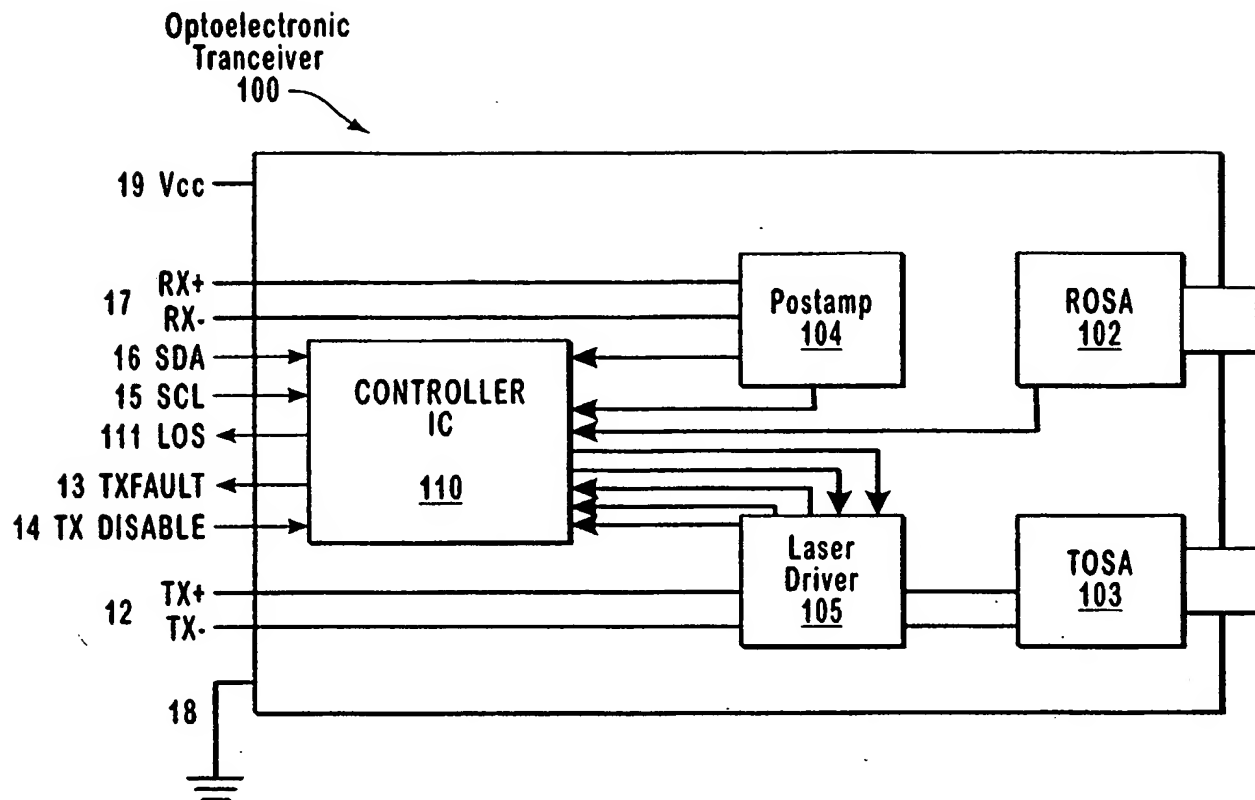 Optoelectronic
Tranceiver
100
19 Vcc
17
RX+
RX-
16 SDA
15 SCL
111 LOS
13 TXFAULT
14 TX DISABLE
12
TX+
TX-
18
CONTROLLER
IC
110
Postamp
104
ROSA
102
Laser
Driver
105
TOSA
103